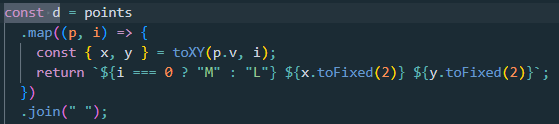 const d = points
.map((p, i) => {
const { x, y } = toXY(p.v, i);
return `${i === 0 ? "M" : "L"} ${x.toFixed(2)} ${y.toFixed(2)}`;
})
.join(" ");